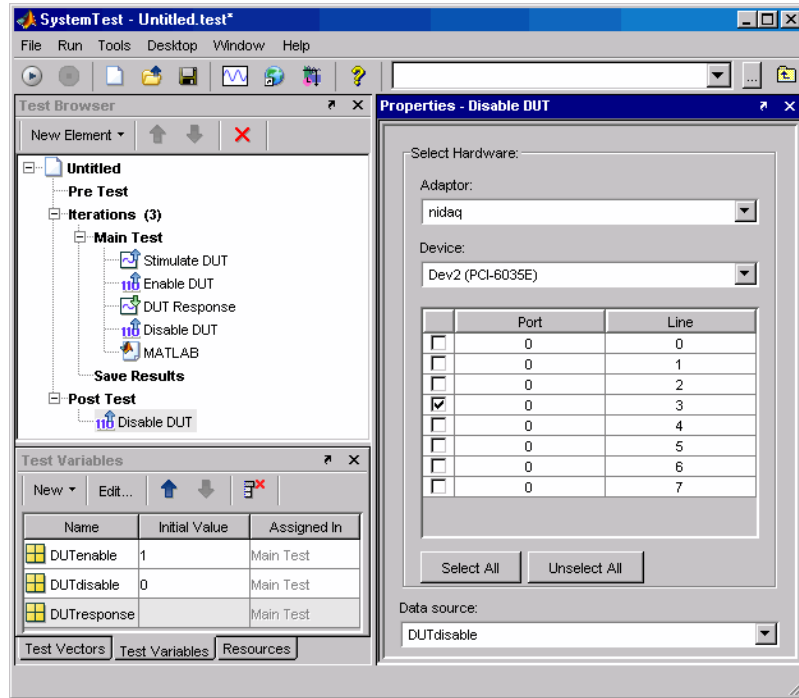 SystemTest - Untitled.test*
File Run Tools Desktop Window Help
Test Browser
New Element
Untitled
Pre Test
Iterations (3)
Main Test
Stimulate DUT
Enable DUT
DUT Response
Disable DUT
MATLAB
Save Results
Post Test
Disable DUT
Test Variables
New Edit...
Name Initial Value Assigned In
DUTenable 1 Main Test
DUTdisable 0 Main Test
DUTresponse Main Test
Test Vectors Test Variables Resources
Properties - Disable DUT
Select Hardware:
Adaptor:
nidaq
Device:
Dev2 (PCI-6035E)
Port Line
0 0
0 1
0 2
0 3
0 4
0 5
0 6
0 7
Select All Unselect All
Data source:
DUTdisable